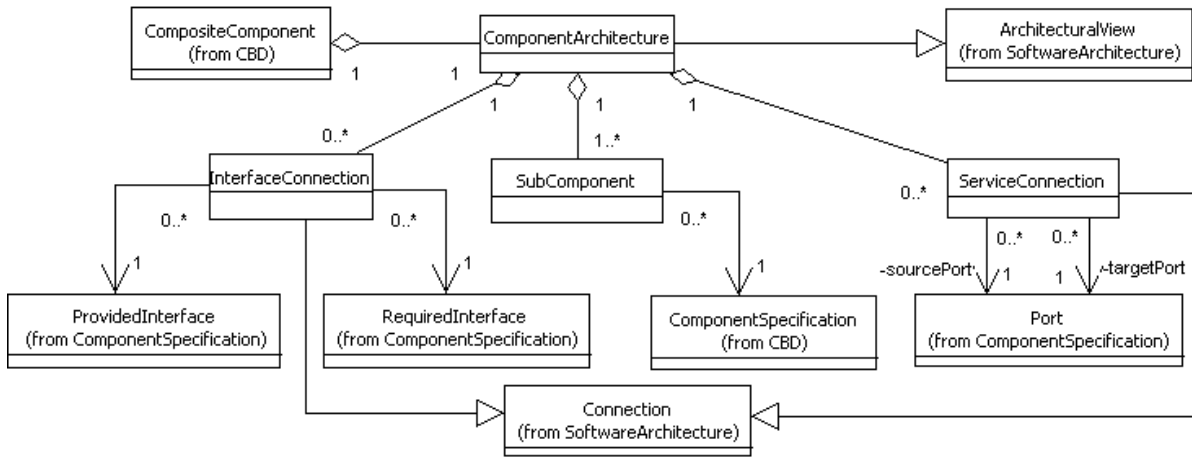 CompositeComponent
(from CBD)
ComponentArchitecture
ArchitecturalView
(from SoftwareArchitecture)
1
1
1
1
1
0..*
1..*
0..*
InterfaceConnection
SubComponent
ServiceConnection
0..*
0..*
0..*
0..*
0..*
-sourcePort
-targetPort
1
1
1
1
1
ProvidedInterface
(from ComponentSpecification)
RequiredInterface
(from ComponentSpecification)
ComponentSpecification
(from CBD)
Port
(from ComponentSpecification)
Connection
(from SoftwareArchitecture)